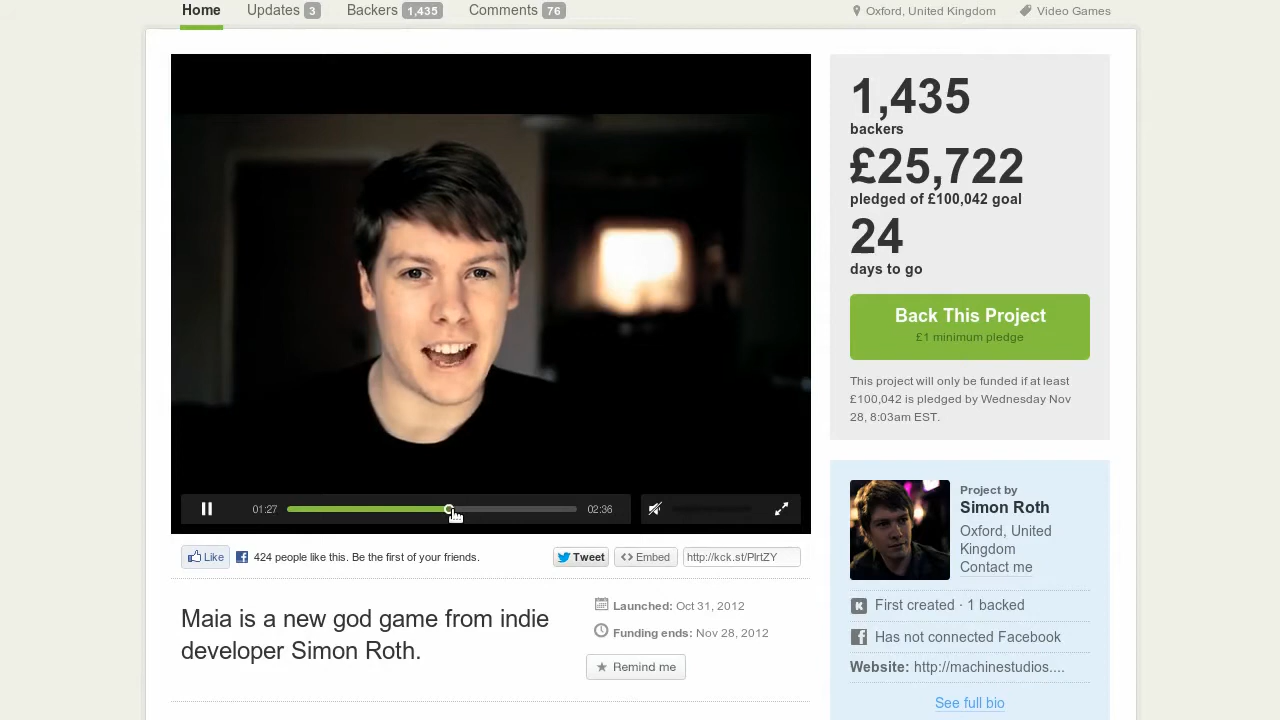 Home Updates 3 Backers 1,435 Comments 76
Oxford, United Kingdom Video Games
1,435
backers
£25,722
pledged of £100,042 goal
24
days to go
Back This Project
£1 minimum pledge
This project will only be funded if at least
£100,042 is pledged by Wednesday Nov
28, 8:03am EST.
01:27 02:36
Like 424 people like this. Be the first of your friends.
Tweet Embed http://kck.st/PlrtZY
Maia is a new god game from indie
developer Simon Roth.
Launched: Oct 31, 2012
Funding ends: Nov 28, 2012
Remind me
Project by
Simon Roth
Oxford, United
Kingdom
Contact me
First created · 1 backed
Has not connected Facebook
Website: http://machinestudios....
See full bio